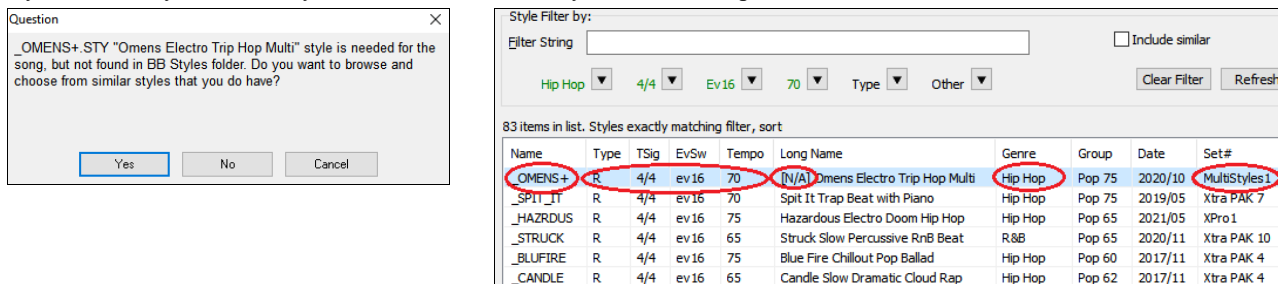 Question
_OMENS+.STY "Omens Electro Trip Hop Multi" style is needed for the
song, but not found in BB Styles folder. Do you want to browse and
choose from similar styles that you do have?
Yes No Cancel
Style Filter by:
Filter String Include similar
Hip Hop 4/4 Ev16 70 Type Other Clear Filter Refresh
83 items in list. Styles exactly matching filter, sort
Name Type TSig EvSw Tempo Long Name Genre Group Date Set#
_OMENS+ R 4/4 ev16 70 [N/A] Omens Electro Trip Hop Multi Hip Hop Pop 75 2020/10 MultiStyles1
_SPIT_IT R 4/4 ev16 70 Spit It Trap Beat with Piano Hip Hop Pop 75 2019/05 Xtra PAK 7
_HAZRDUS R 4/4 ev16 75 Hazardous Electro Doom Hip Hop Hip Hop Pop 65 2021/05 XPro1
_STRUCK R 4/4 ev16 65 Struck Slow Percussive RnB Beat R&B Pop 65 2020/11 Xtra PAK 10
_BLUFIRE R 4/4 ev16 75 Blue Fire Chillout Pop Ballad Hip Hop Pop 60 2017/11 Xtra PAK 4
_CANDLE R 4/4 ev16 65 Candle Slow Dramatic Cloud Rap Hip Hop Pop 62 2017/11 Xtra PAK 4